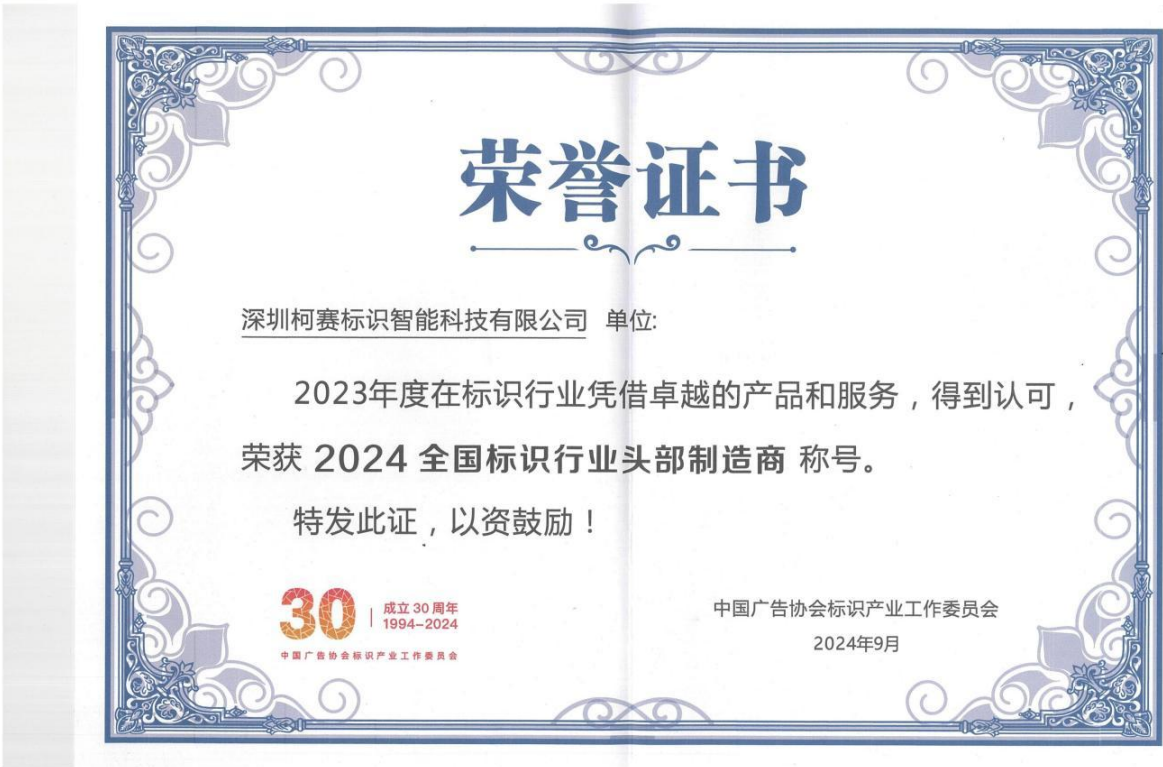 荣誉证书
深圳柯赛标识智能科技有限公司 单位:
2023年度在标识行业凭借卓越的产品和服务，得到认可，
荣获 2024 全国标识行业头部制造商 称号。
特发此证，以资鼓励！
30 成立30周年
1994-2024
中国广告协会标识产业工作委员会
中国广告协会标识产业工作委员会
2024年9月